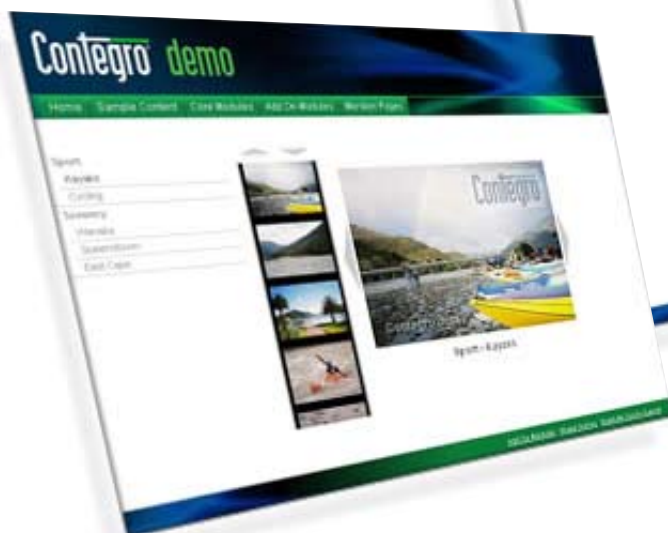 Contegro demo
Home Sample Content Core Modules Add On Modules Member Pages
Sport
Kayaks
Cycling
Scenery
Wanaka
Queenstown
East Cape
Contegro
Sport - Kayaks